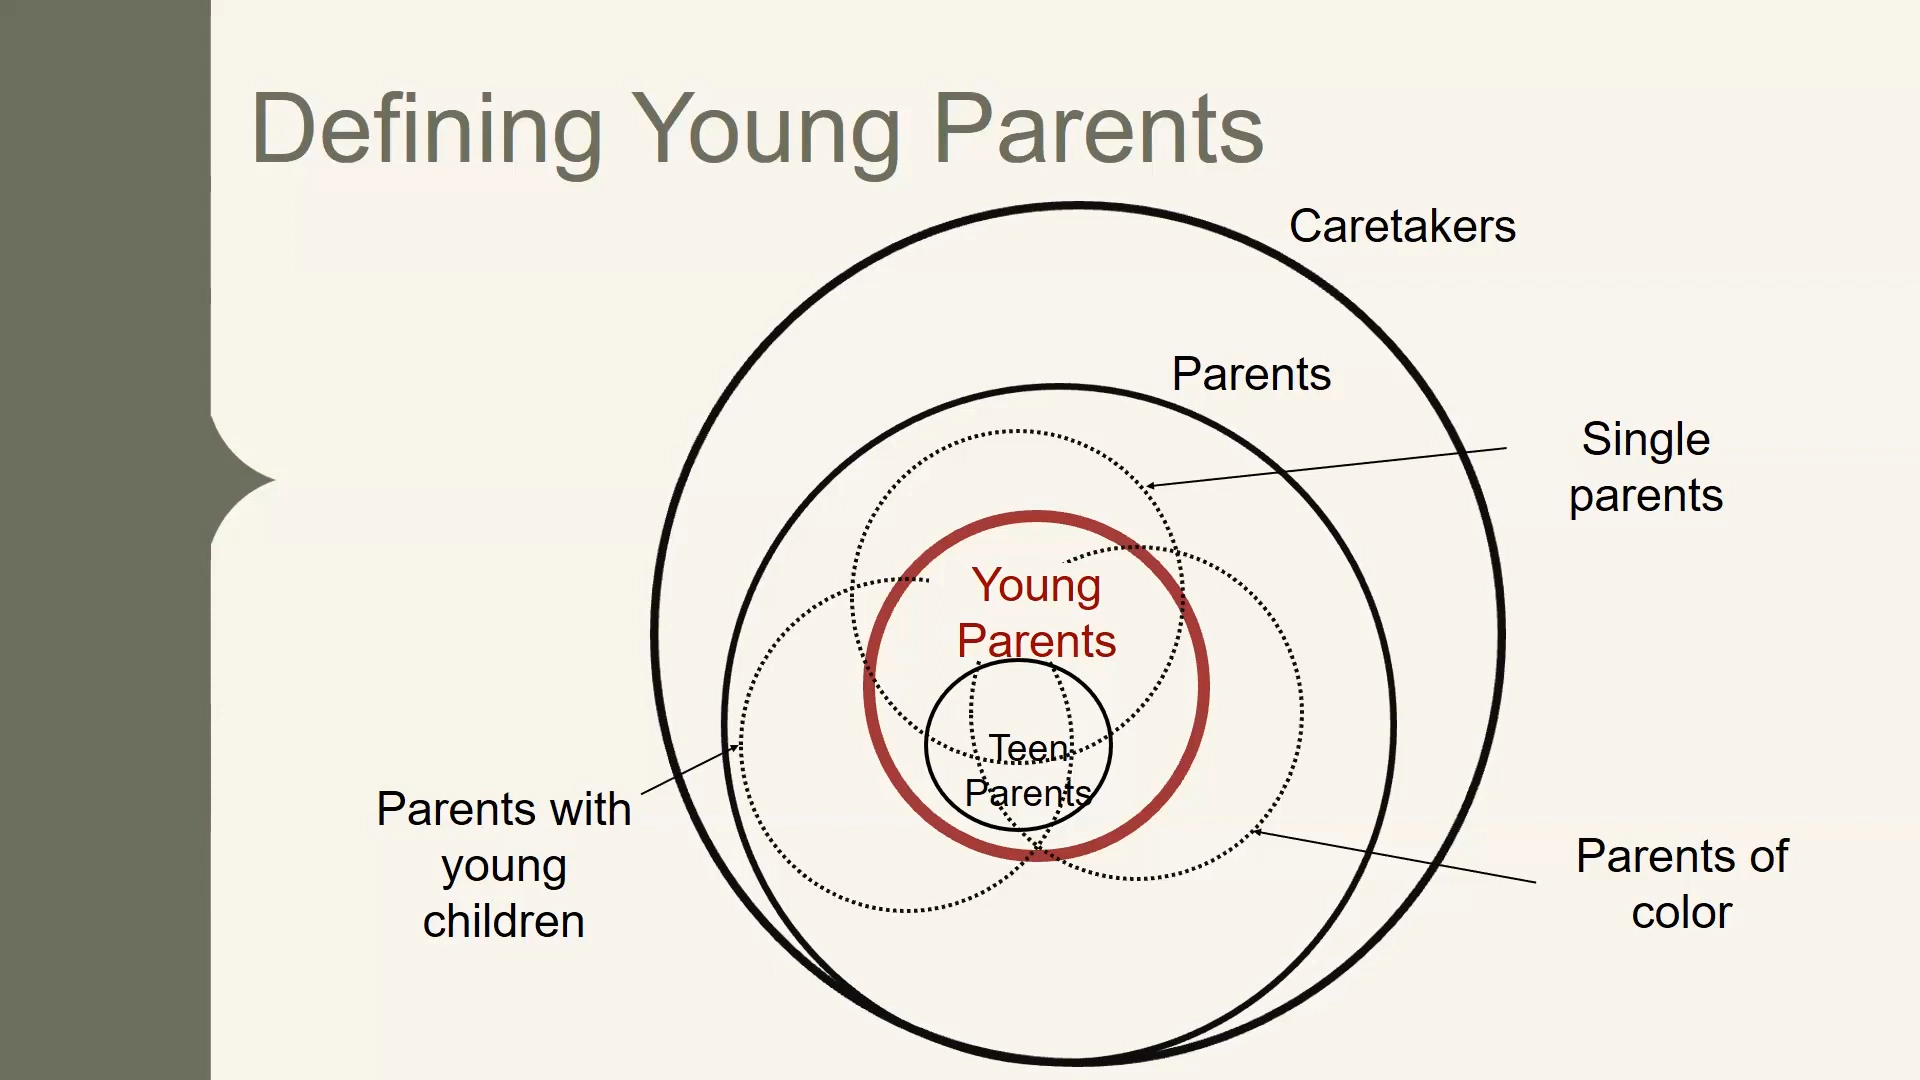 Defining Young Parents
Caretakers
Parents
Single
parents
Young
Parents
Teen
Parents
Parents with
young
children
Parents of
color